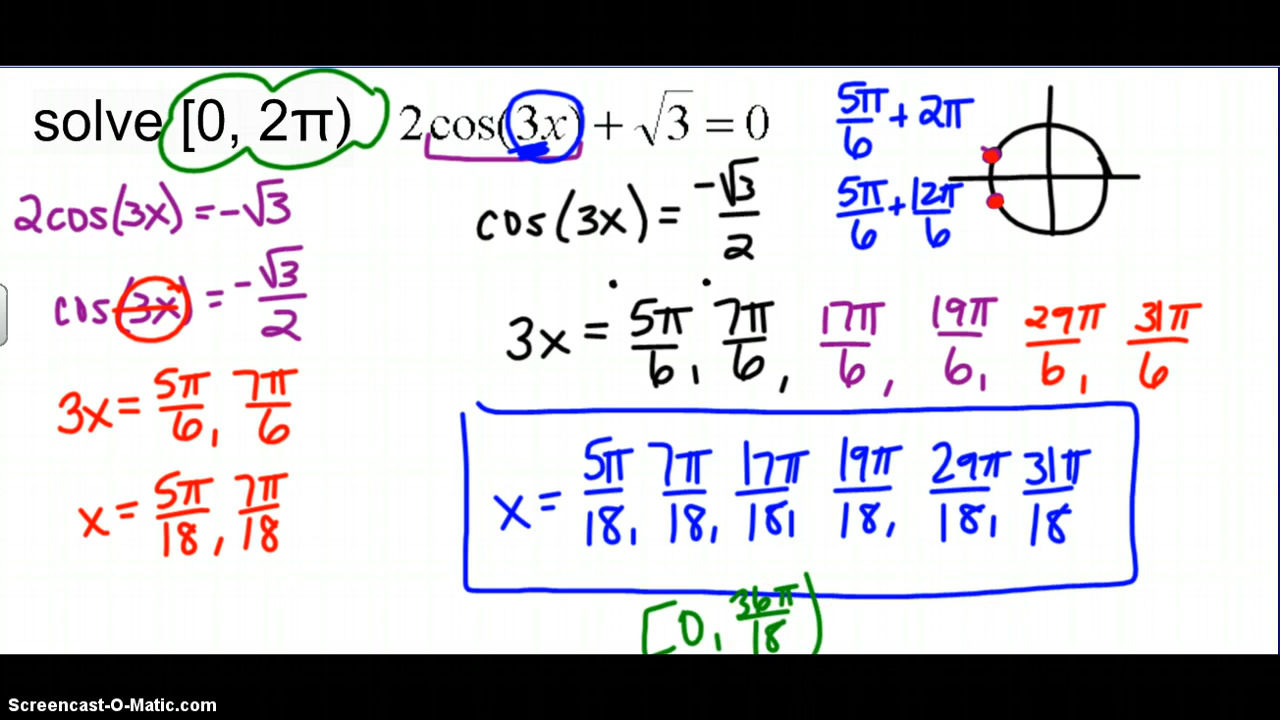 solve [0, 2π) 2cos(3x) + √3 = 0
2cos(3x) = -√3
cos(3x) = -√3/2
3x = 5π/6, 7π/6
x = 5π/18, 7π/18
cos(3x) = -√3/2
5π/6 + 2π
5π/6 + 12π/6
3x = 5π/6, 7π/6, 17π/6, 19π/6, 29π/6, 31π/6
x = 5π/18, 7π/18, 17π/18, 19π/18, 29π/18, 31π/18
[0, 36π/18)
Screencast-O-Matic.com